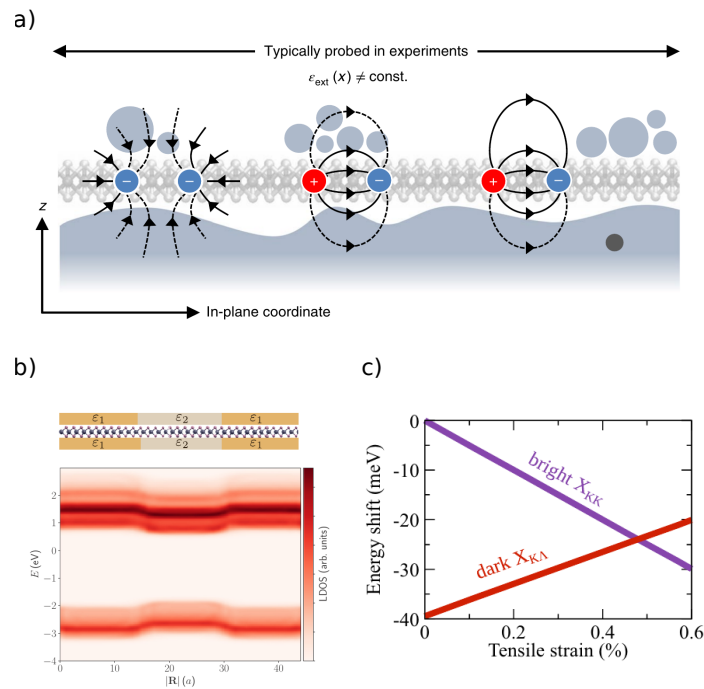 a)
Typically probed in experiments
εext (x) ≠ const.
− − + − + −
z
In-plane coordinate
b)
ε1 ε2 ε1
ε1 ε2 ε1
2
1
0
−1
−2
−3
−4
E (eV)
0 10 20 30 40
|R| (a)
LDOS (arb. units)
c)
0
-10
-20
-30
-40
Energy shift (meV)
bright XKK
dark XKΛ
0 0.2 0.4 0.6
Tensile strain (%)